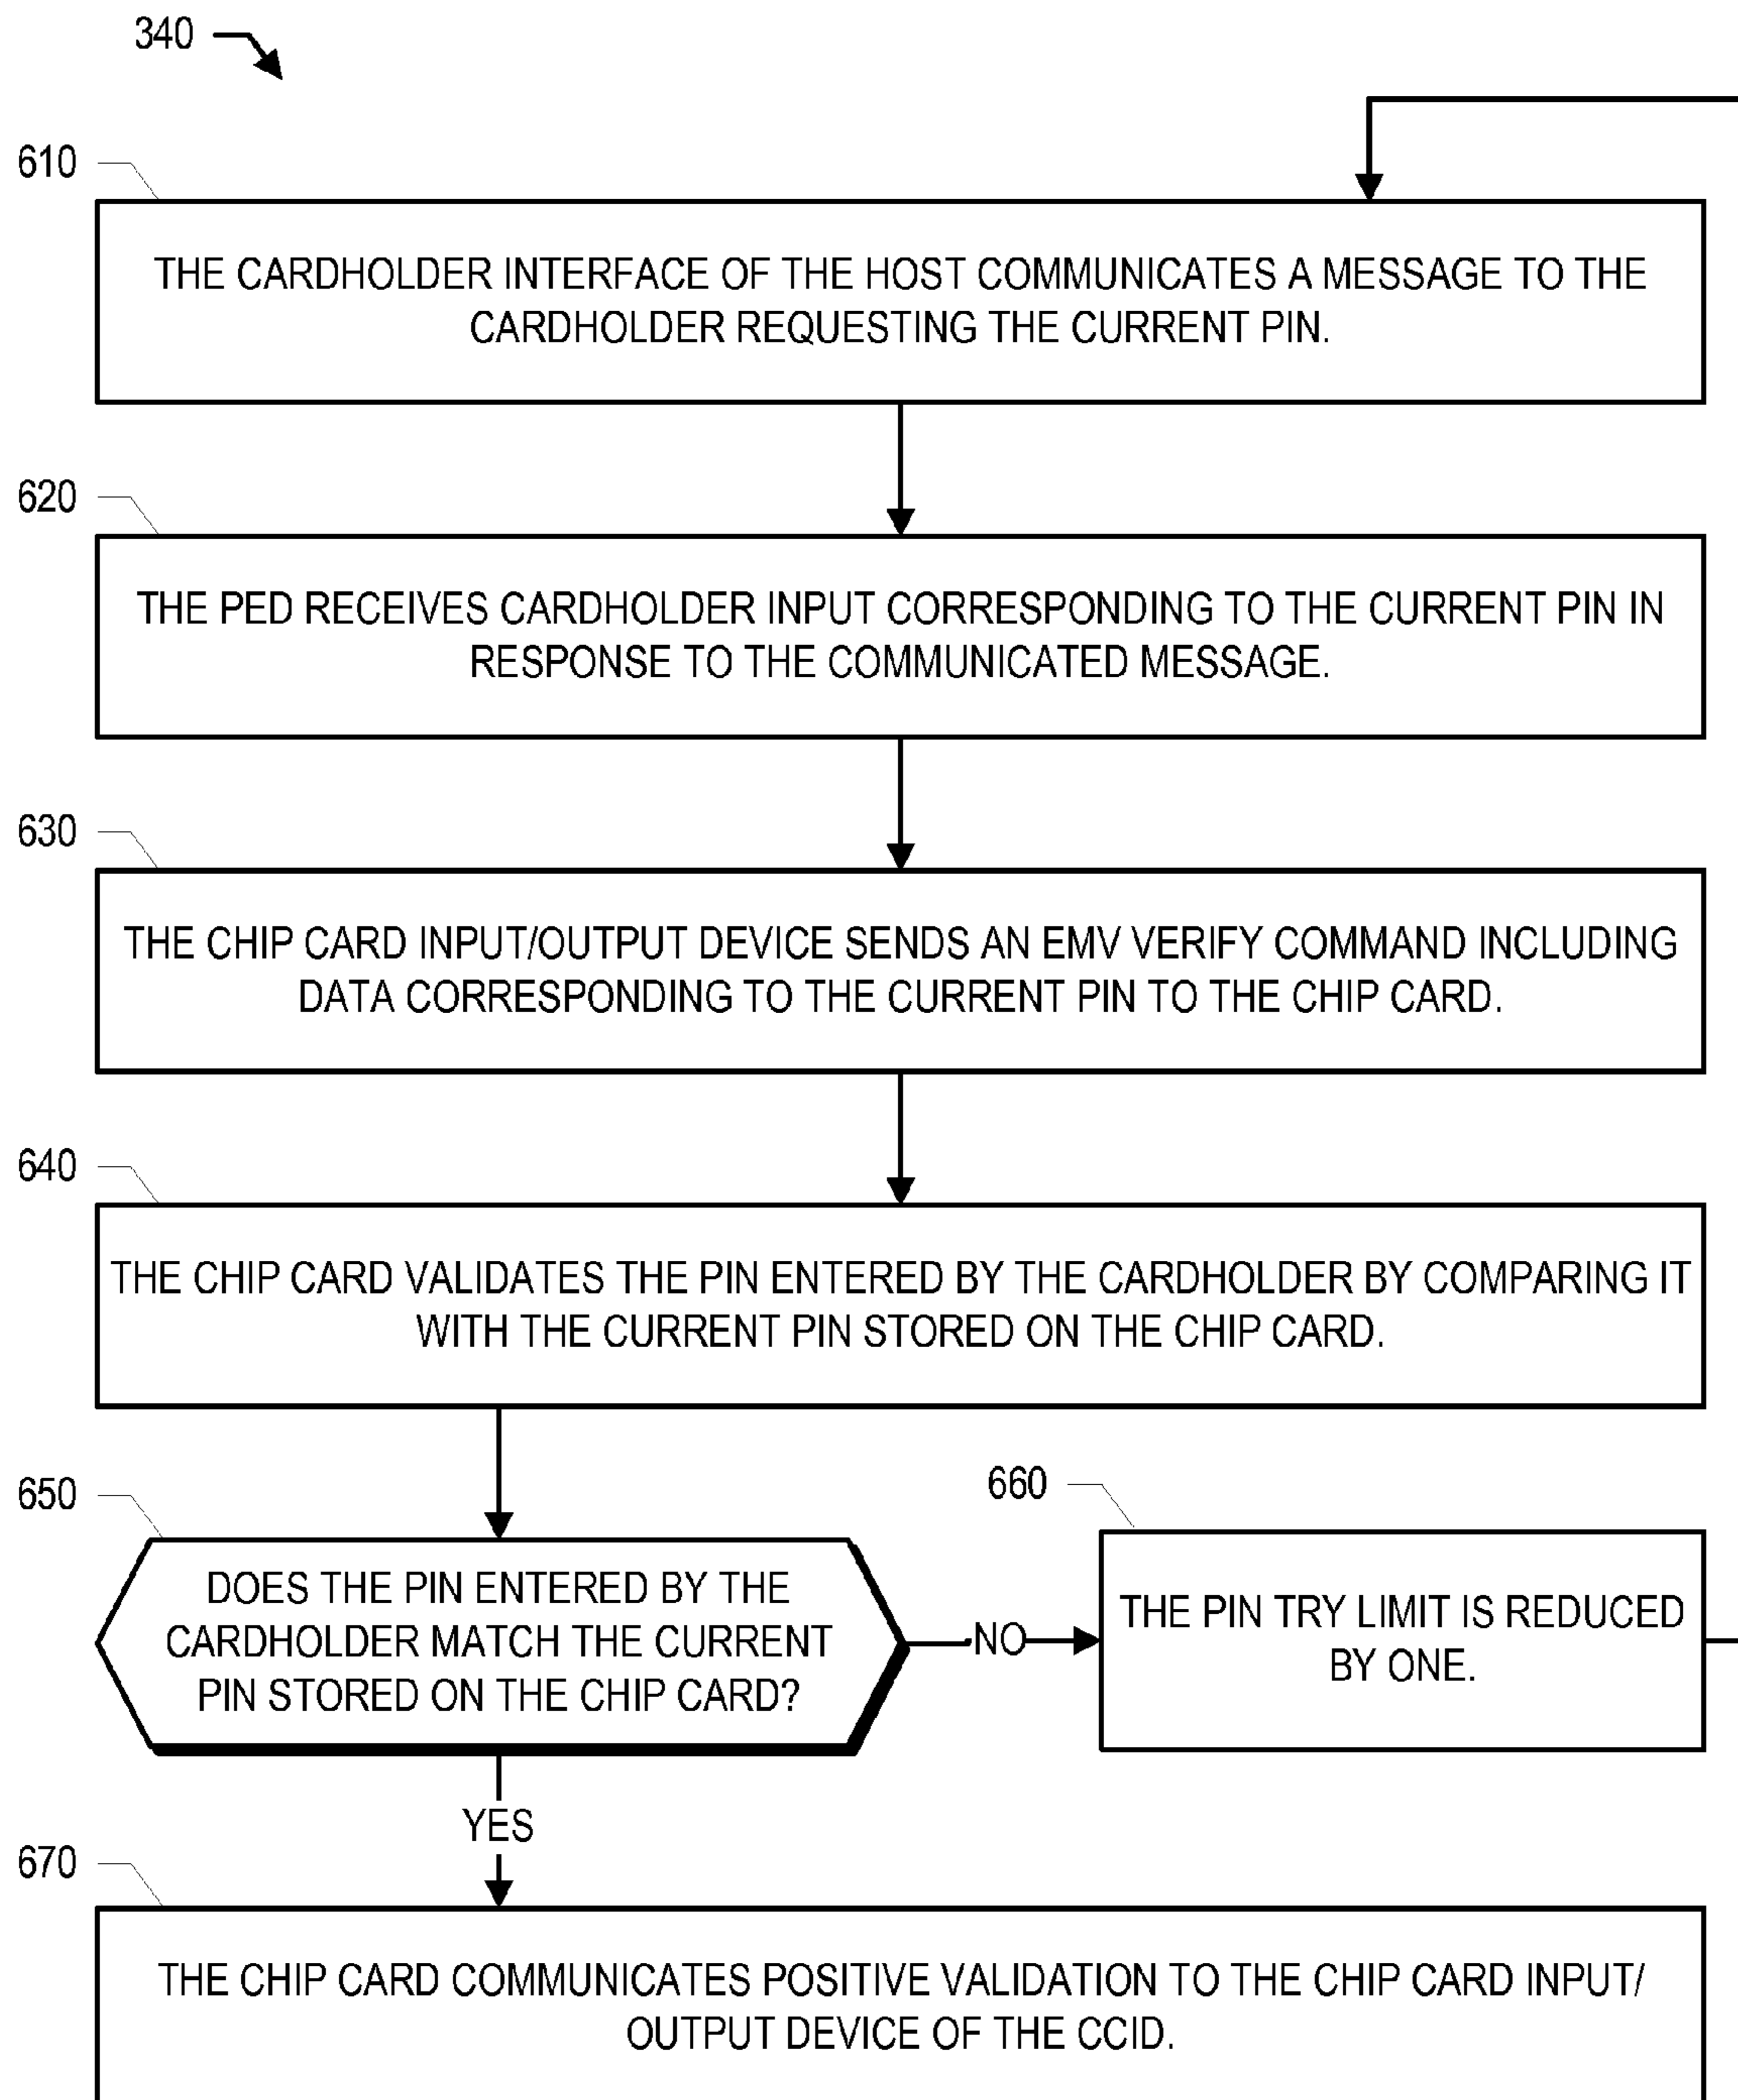 340
610
THE CARDHOLDER INTERFACE OF THE HOST COMMUNICATES A MESSAGE TO THE
CARDHOLDER REQUESTING THE CURRENT PIN.
620
THE PED RECEIVES CARDHOLDER INPUT CORRESPONDING TO THE CURRENT PIN IN
RESPONSE TO THE COMMUNICATED MESSAGE.
630
THE CHIP CARD INPUT/OUTPUT DEVICE SENDS AN EMV VERIFY COMMAND INCLUDING
DATA CORRESPONDING TO THE CURRENT PIN TO THE CHIP CARD.
640
THE CHIP CARD VALIDATES THE PIN ENTERED BY THE CARDHOLDER BY COMPARING IT
WITH THE CURRENT PIN STORED ON THE CHIP CARD.
650
DOES THE PIN ENTERED BY THE
CARDHOLDER MATCH THE CURRENT
PIN STORED ON THE CHIP CARD?
NO
660
THE PIN TRY LIMIT IS REDUCED
BY ONE.
YES
670
THE CHIP CARD COMMUNICATES POSITIVE VALIDATION TO THE CHIP CARD INPUT/
OUTPUT DEVICE OF THE CCID.